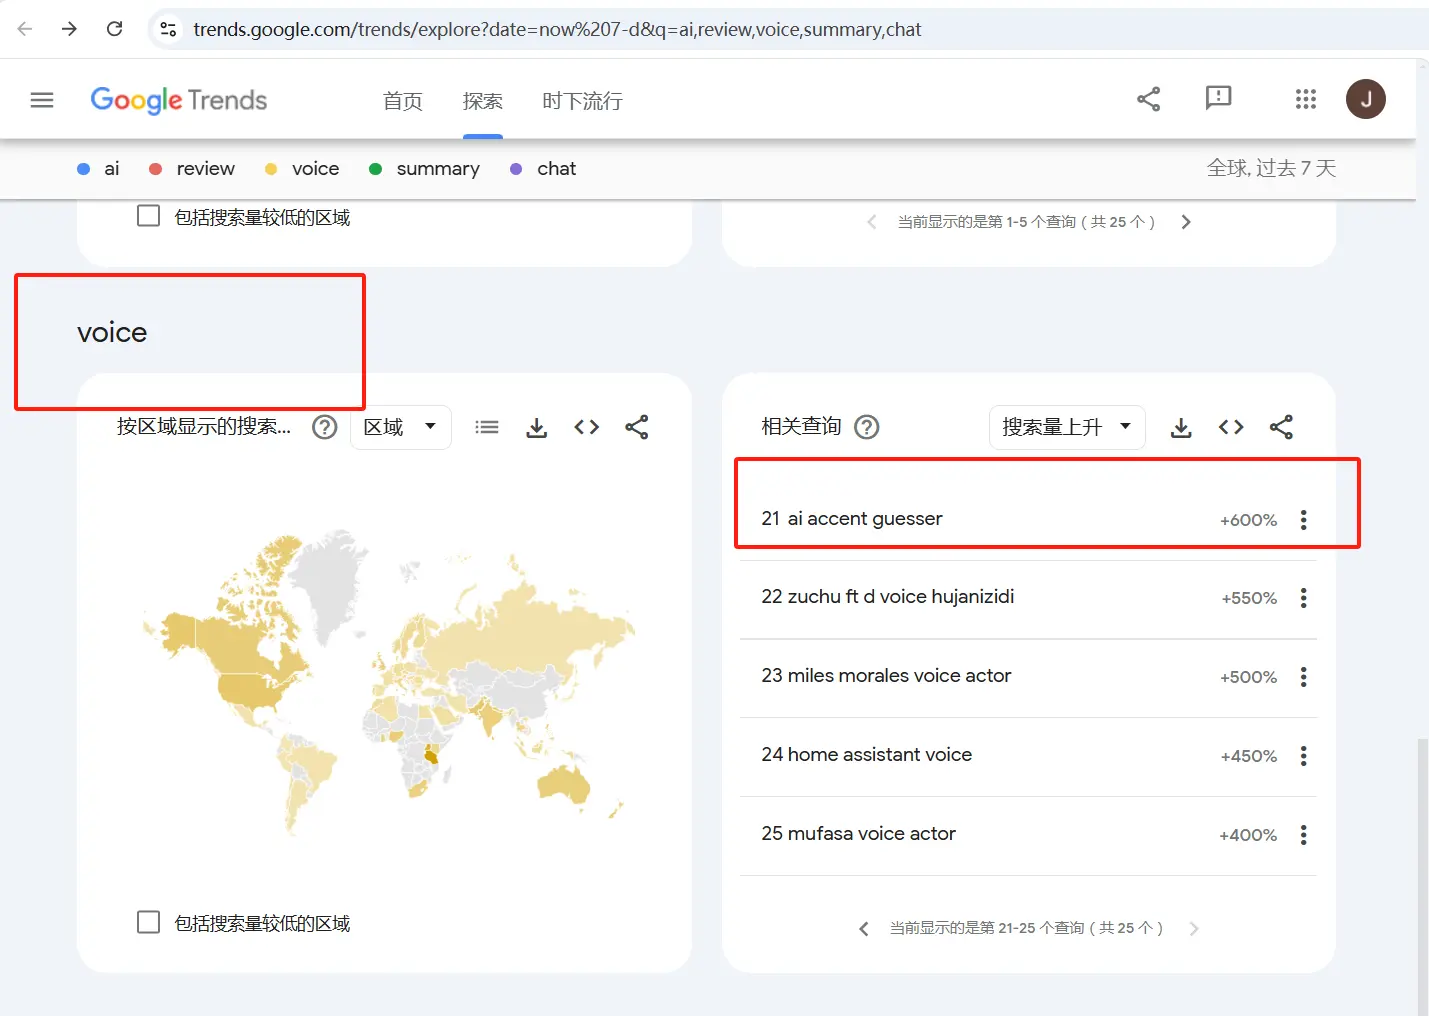 trends.google.com/trends/explore?date=now%207-d&q=ai,review,voice,summary,chat
Google Trends
首页
探索
时下流行
J
ai
review
voice
summary
chat
全球, 过去 7 天
包括搜索量较低的区域
当前显示的是第 1-5 个查询 ( 共 25 个 )
voice
按区域显示的搜索...
区域
相关查询
搜索量上升
21 ai accent guesser +600%
22 zuchu ft d voice hujanizidi +550%
23 miles morales voice actor +500%
24 home assistant voice +450%
25 mufasa voice actor +400%
包括搜索量较低的区域
当前显示的是第 21-25 个查询 ( 共 25 个 )